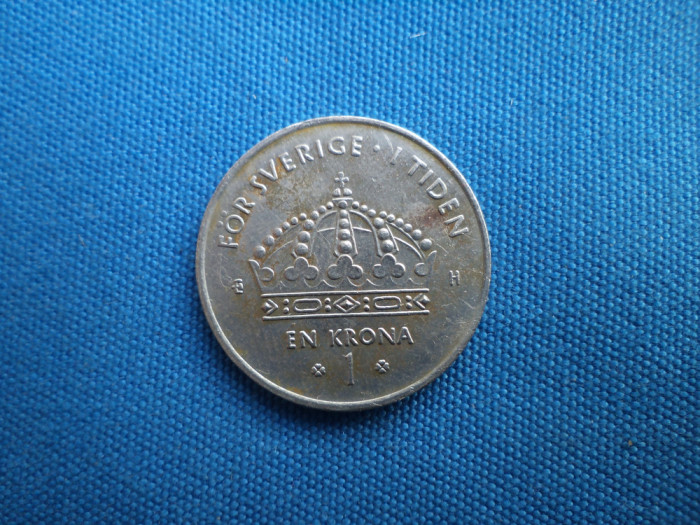 FÖR SVERIGE · I TIDEN
H
EN KRONA
1